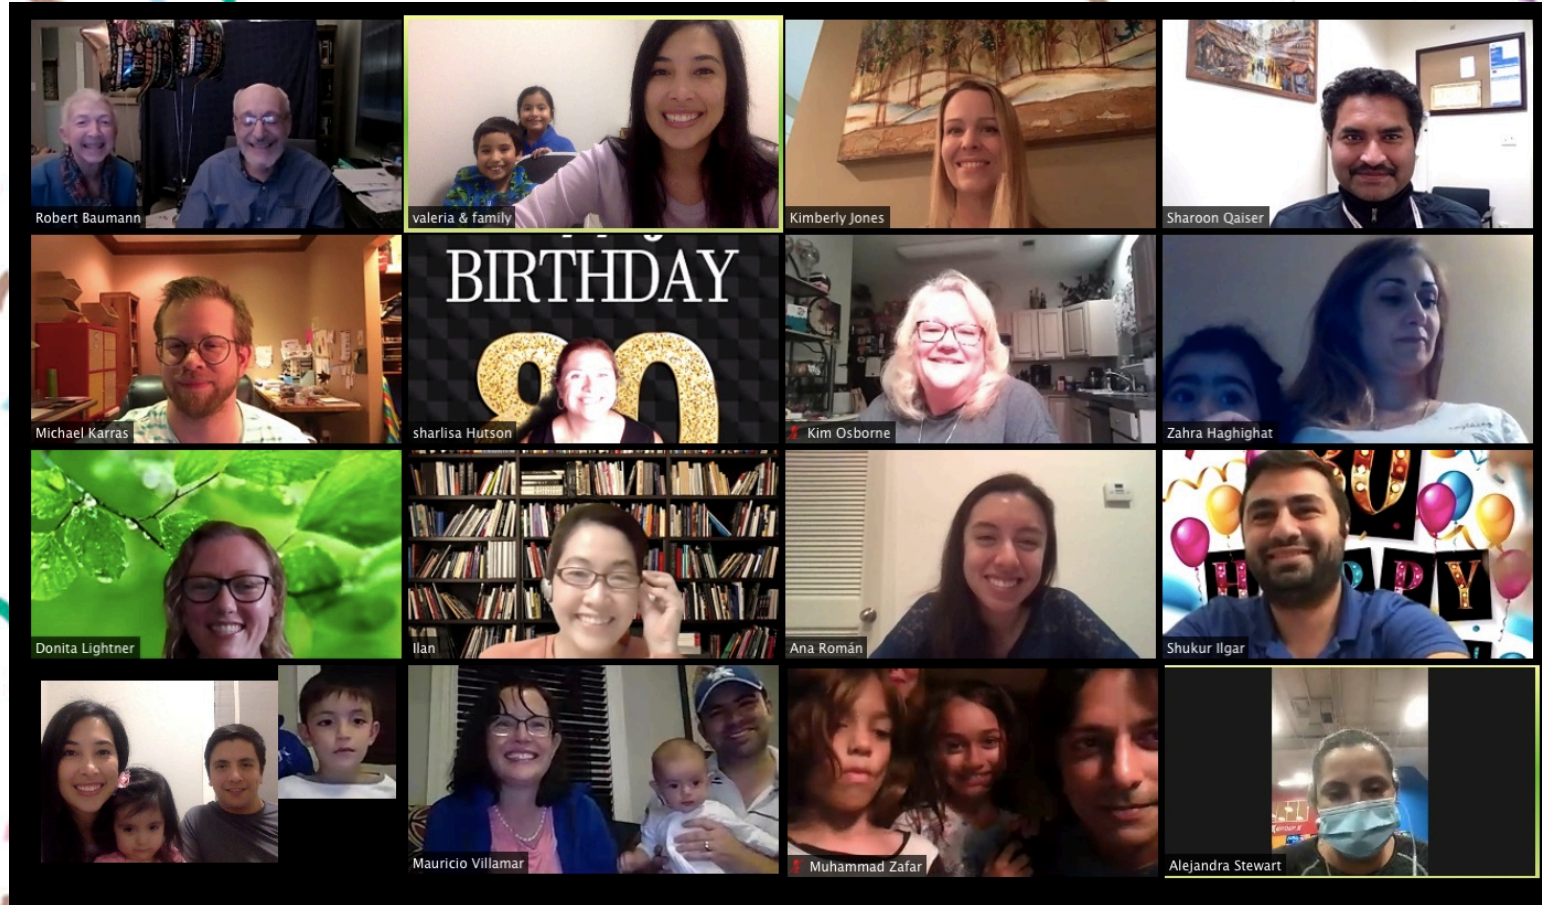 Robert Baumann
valeria & family
Kimberly Jones
Sharoon Qaiser
BIRTHDAY
80
Michael Karras
sharlisa Hutson
Kim Osborne
Zahra Haghighat
Donita Lightner
Ilan
Ana Román
Shukur Ilgar
Mauricio Villamar
Muhammad Zafar
Alejandra Stewart